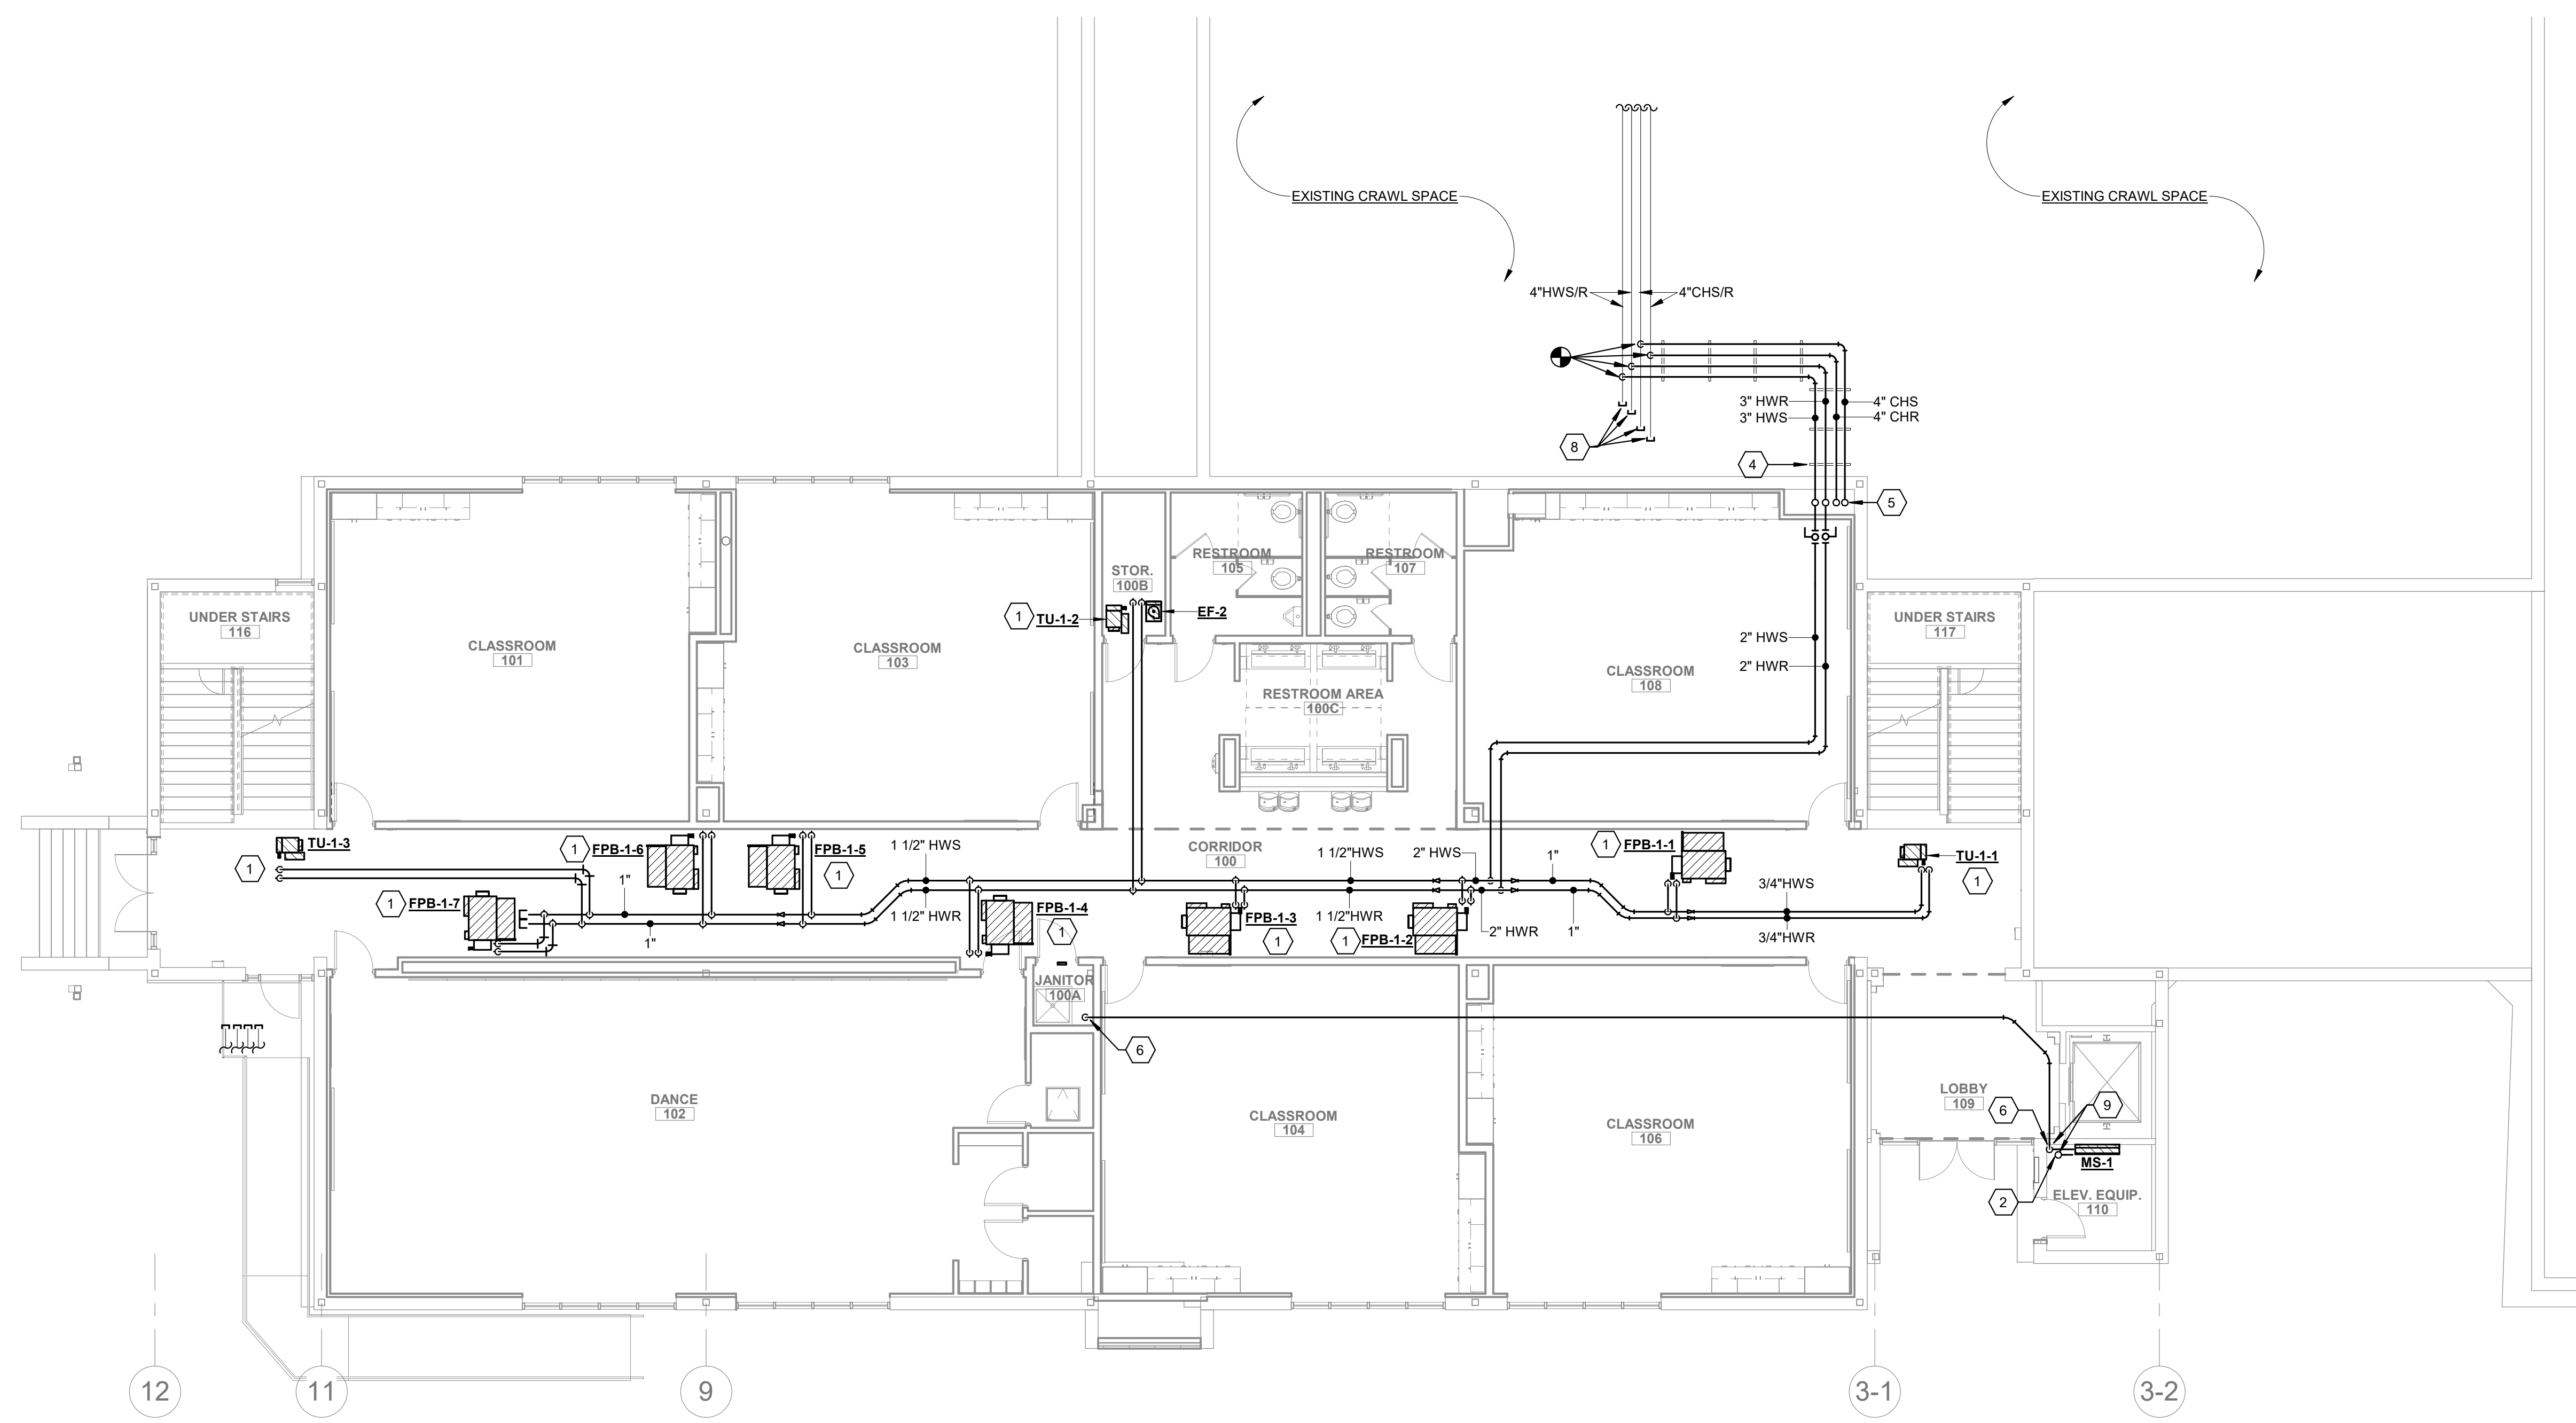 EXISTING CRAWL SPACE
EXISTING CRAWL SPACE
4"HWS/R
4"CHS/R
3" HWR
3" HWS
4" CHS
4" CHR
8
4
5
RESTROOM
105
RESTROOM
107
STOR.
100B
1
TU-1-2
EF-2
UNDER STAIRS
116
CLASSROOM
101
CLASSROOM
103
UNDER STAIRS
117
2" HWS
2" HWR
CLASSROOM
108
RESTROOM AREA
100C
TU-1-3
1
1
FPB-1-6
FPB-1-5
1
1 1/2" HWS
CORRIDOR
100
1 1/2"HWS
2" HWS
1"
1
FPB-1-1
TU-1-1
1
1"
3/4"HWS
1
FPB-1-7
1 1/2" HWR
FPB-1-4
1
FPB-1-3
1
1 1/2"HWR
1
FPB-1-2
2" HWR
1"
3/4"HWR
1"
JANITOR
100A
6
DANCE
102
CLASSROOM
104
CLASSROOM
106
LOBBY
109
6
9
MS-1
2
ELEV. EQUIP.
110
12
11
9
3-1
3-2